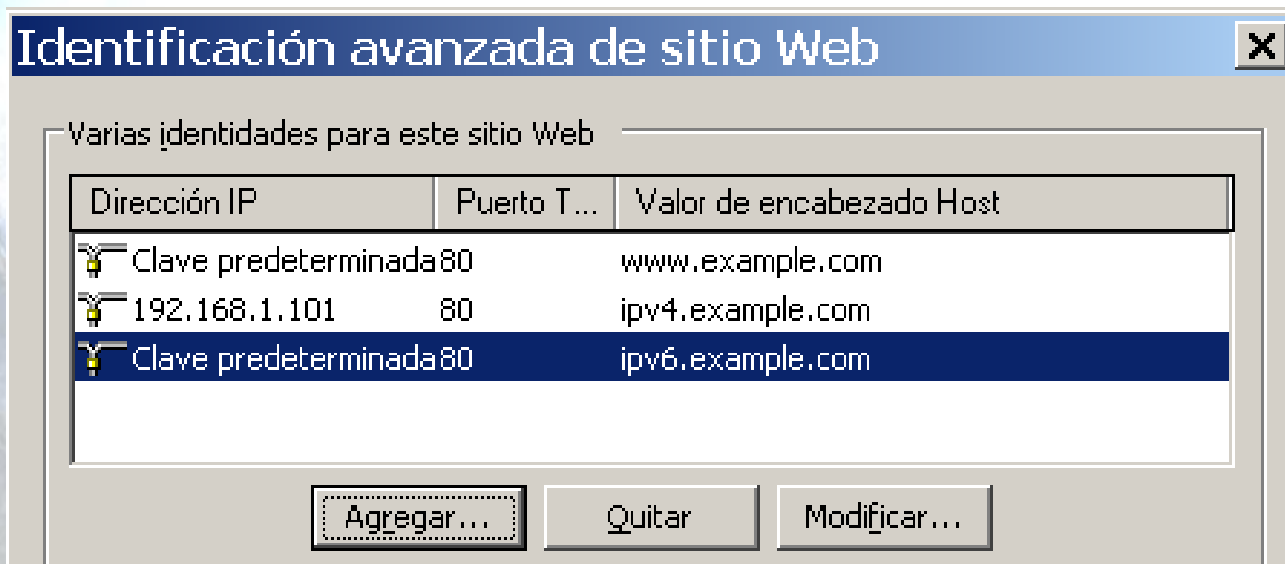 Identificación avanzada de sitio Web
Varias identidades para este sitio Web
Dirección IP Puerto T... Valor de encabezado Host
Clave predeterminada 80 www.example.com
192.168.1.101 80 ipv4.example.com
Clave predeterminada 80 ipv6.example.com
Agregar... Quitar Modificar...